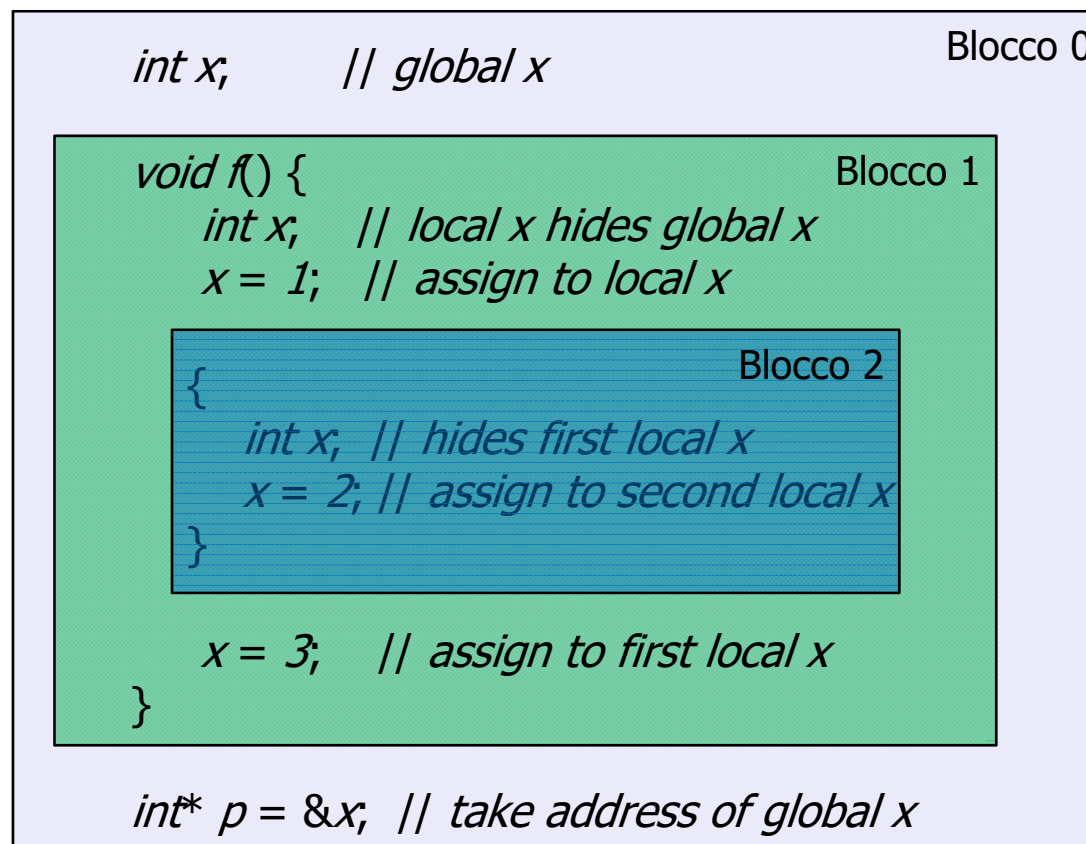 int x; // global x Blocco 0
void f() { Blocco 1
int x; // local x hides global x
x = 1; // assign to local x
{ Blocco 2
int x; // hides first local x
x = 2; // assign to second local x
}
x = 3; // assign to first local x
}
int* p = &x; // take address of global x